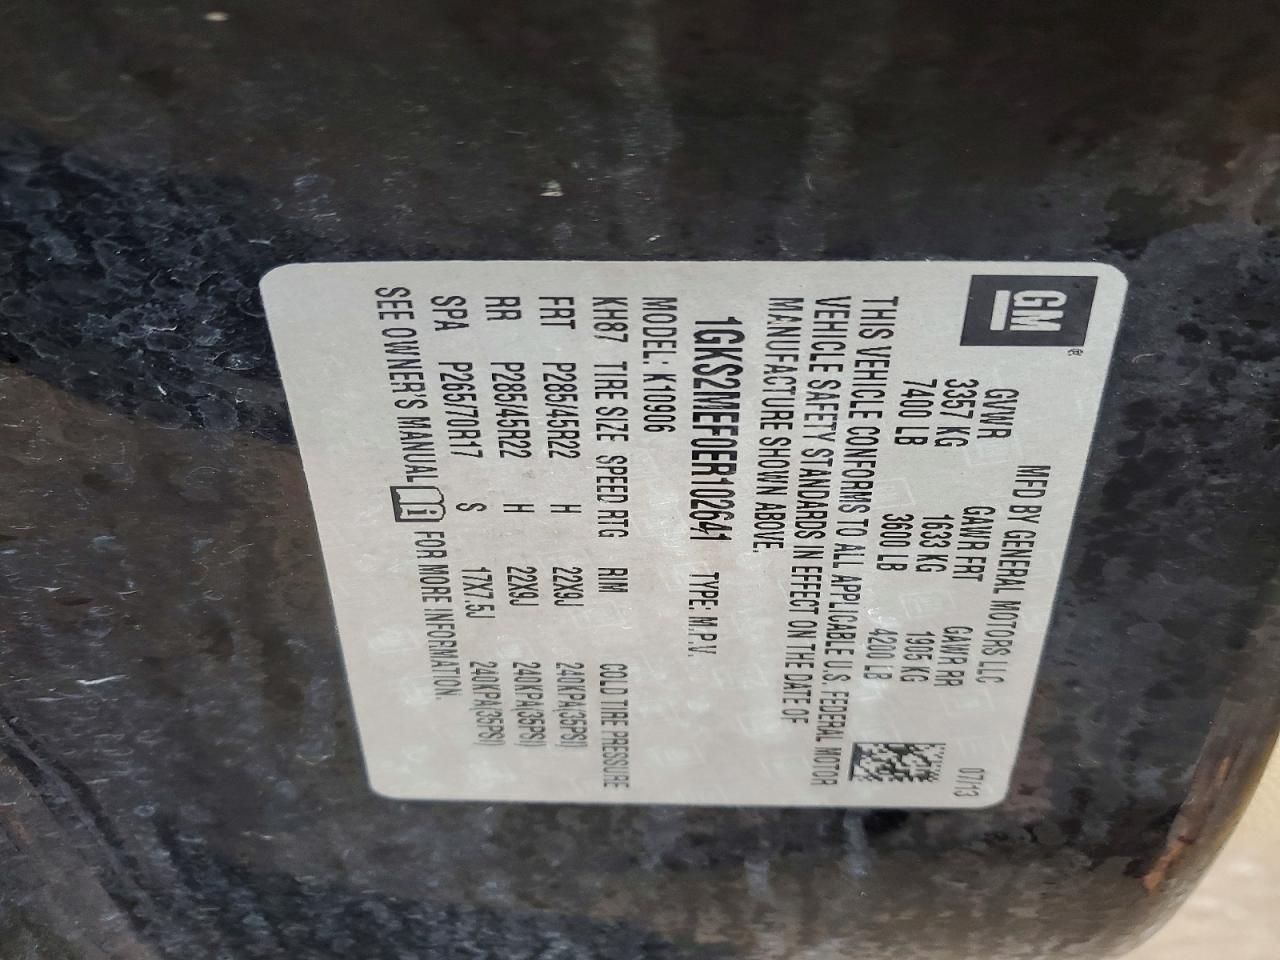 GM®
MFD BY GENERAL MOTORS LLC
07/13
GVWR GAWR FRT GAWR RR
3357 KG 1633 KG 1905 KG
7400 LB 3600 LB 4200 LB
THIS VEHICLE CONFORMS TO ALL APPLICABLE U.S. FEDERAL MOTOR
VEHICLE SAFETY STANDARDS IN EFFECT ON THE DATE OF
MANUFACTURE SHOWN ABOVE.
1GKS2MEF0ER102641 TYPE: M.P.V.
MODEL: K10906
KH87 TIRE SIZE SPEED RTG RIM COLD TIRE PRESSURE
FRT P285/45R22 H 22X9J 240KPA(35PSI)
RR P285/45R22 H 22X9J 240KPA(35PSI)
SPA P265/70R17 S 17X7.5J 240KPA(35PSI)
SEE OWNER'S MANUAL FOR MORE INFORMATION.